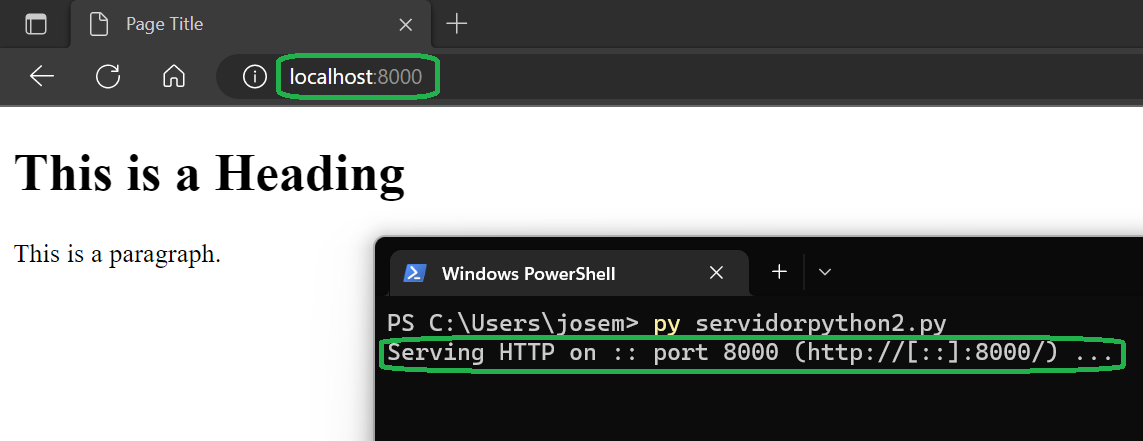 Page Title
localhost:8000
This is a Heading
This is a paragraph.
Windows PowerShell
PS C:\Users\josem> py servidorpython2.py
Serving HTTP on :: port 8000 (http://[::]:8000/) ...